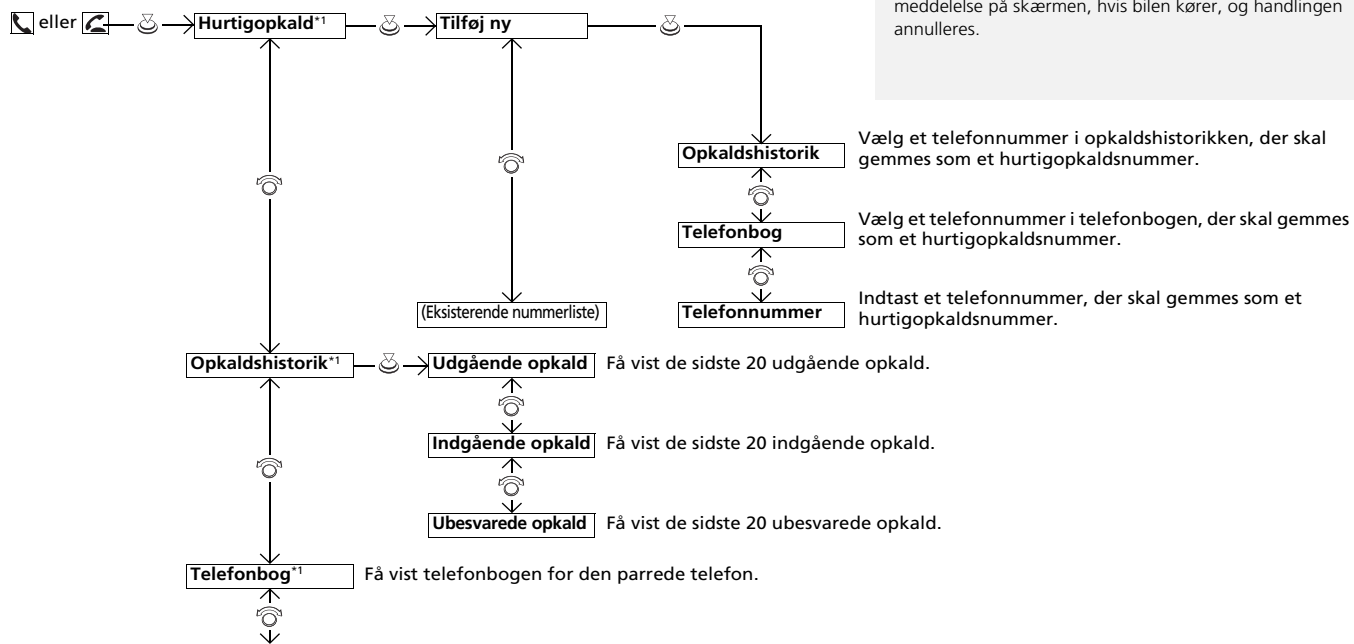 meddelelse på skærmen, hvis bilen kører, og handlingen
annulleres.
eller
Hurtigopkald*1
Tilføj ny
Opkaldshistorik
Vælg et telefonnummer i opkaldshistorikken, der skal
gemmes som et hurtigopkaldsnummer.
Telefonbog
Vælg et telefonnummer i telefonbogen, der skal gemmes
som et hurtigopkaldsnummer.
(Eksisterende nummerliste)
Telefonnummer
Indtast et telefonnummer, der skal gemmes som et
hurtigopkaldsnummer.
Opkaldshistorik*1
Udgående opkald
Få vist de sidste 20 udgående opkald.
Indgående opkald
Få vist de sidste 20 indgående opkald.
Ubesvarede opkald
Få vist de sidste 20 ubesvarede opkald.
Telefonbog*1
Få vist telefonbogen for den parrede telefon.